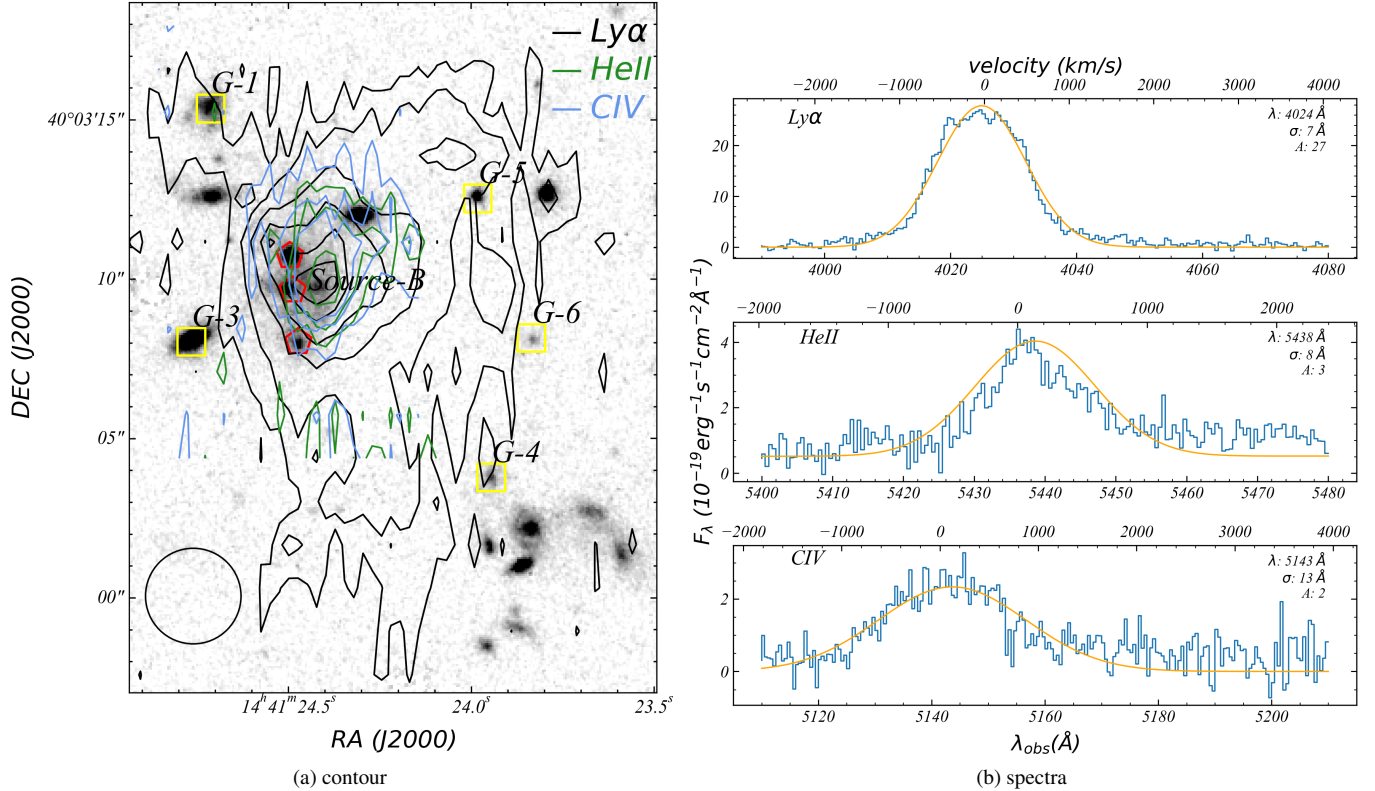 Lyα
HeII
CIV
G-1
G-5
Source-B
G-3
G-6
G-4
40°03′15″
10″
05″
00″
14ʰ41ᵐ24.5ˢ
24.0ˢ
23.5ˢ
DEC (J2000)
RA (J2000)
(a) contour
velocity (km/s)
−2000 −1000 0 1000 2000 3000 4000
Lyα
λ: 4024 Å
σ: 7 Å
A: 27
20
10
0
4000 4020 4040 4060 4080
−2000 −1000 0 1000 2000
HeII
λ: 5438 Å
σ: 8 Å
A: 3
4
2
0
5400 5410 5420 5430 5440 5450 5460 5470 5480
−2000 −1000 0 1000 2000 3000 4000
CIV
λ: 5143 Å
σ: 13 Å
A: 2
2
0
5120 5140 5160 5180 5200
F_λ (10⁻¹⁹erg⁻¹s⁻¹cm⁻²Å⁻¹)
λ_obs(Å)
(b) spectra